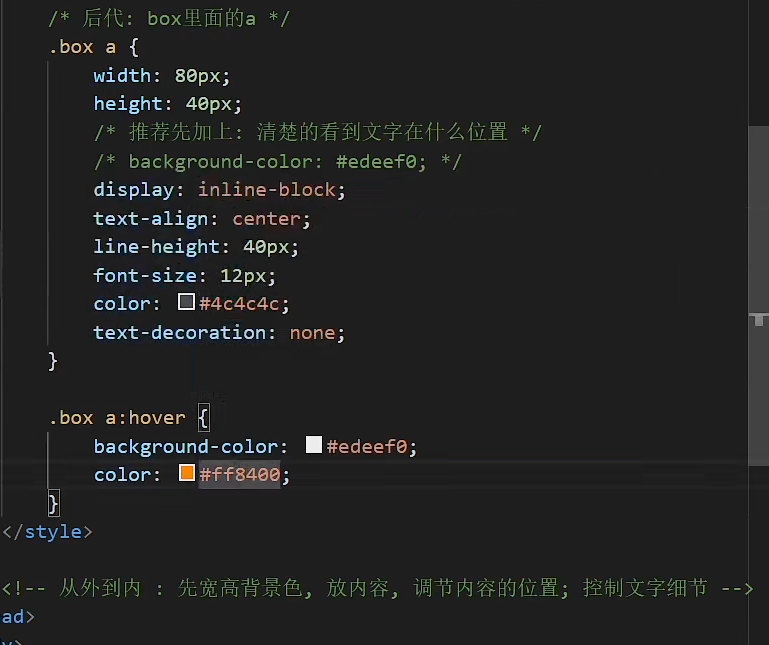 /* 后代: box里面的a */
.box a {
width: 80px;
height: 40px;
/* 推荐先加上: 清楚的看到文字在什么位置 */
/* background-color: #edeef0; */
display: inline-block;
text-align: center;
line-height: 40px;
font-size: 12px;
color: #4c4c4c;
text-decoration: none;
}
.box a:hover {
background-color: #edeef0;
color: #ff8400;
}
</style>
<!-- 从外到内 : 先宽高背景色, 放内容, 调节内容的位置; 控制文字细节 -->
ad>